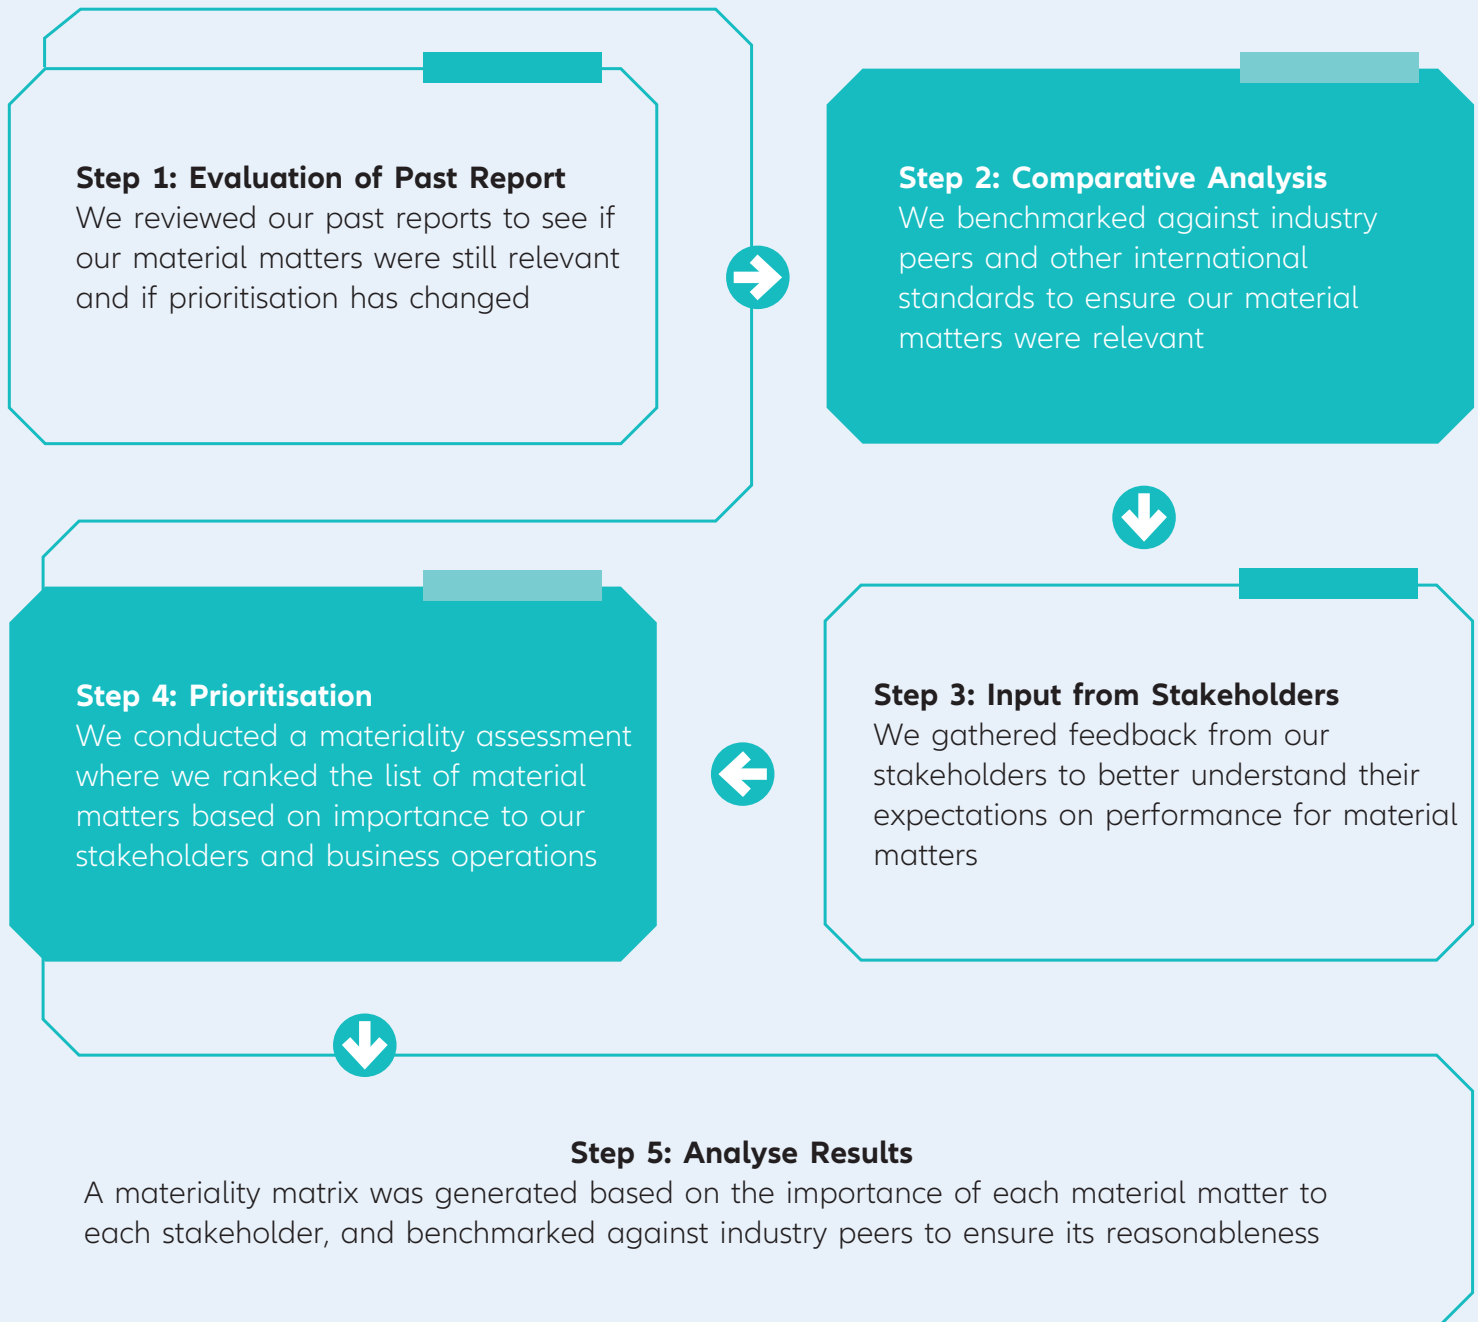 Step 1: Evaluation of Past Report
We reviewed our past reports to see if
our material matters were still relevant
and if prioritisation has changed
Step 2: Comparative Analysis
We benchmarked against industry
peers and other international
standards to ensure our material
matters were relevant
Step 3: Input from Stakeholders
We gathered feedback from our
stakeholders to better understand their
expectations on performance for material
matters
Step 4: Prioritisation
We conducted a materiality assessment
where we ranked the list of material
matters based on importance to our
stakeholders and business operations
Step 5: Analyse Results
A materiality matrix was generated based on the importance of each material matter to
each stakeholder, and benchmarked against industry peers to ensure its reasonableness